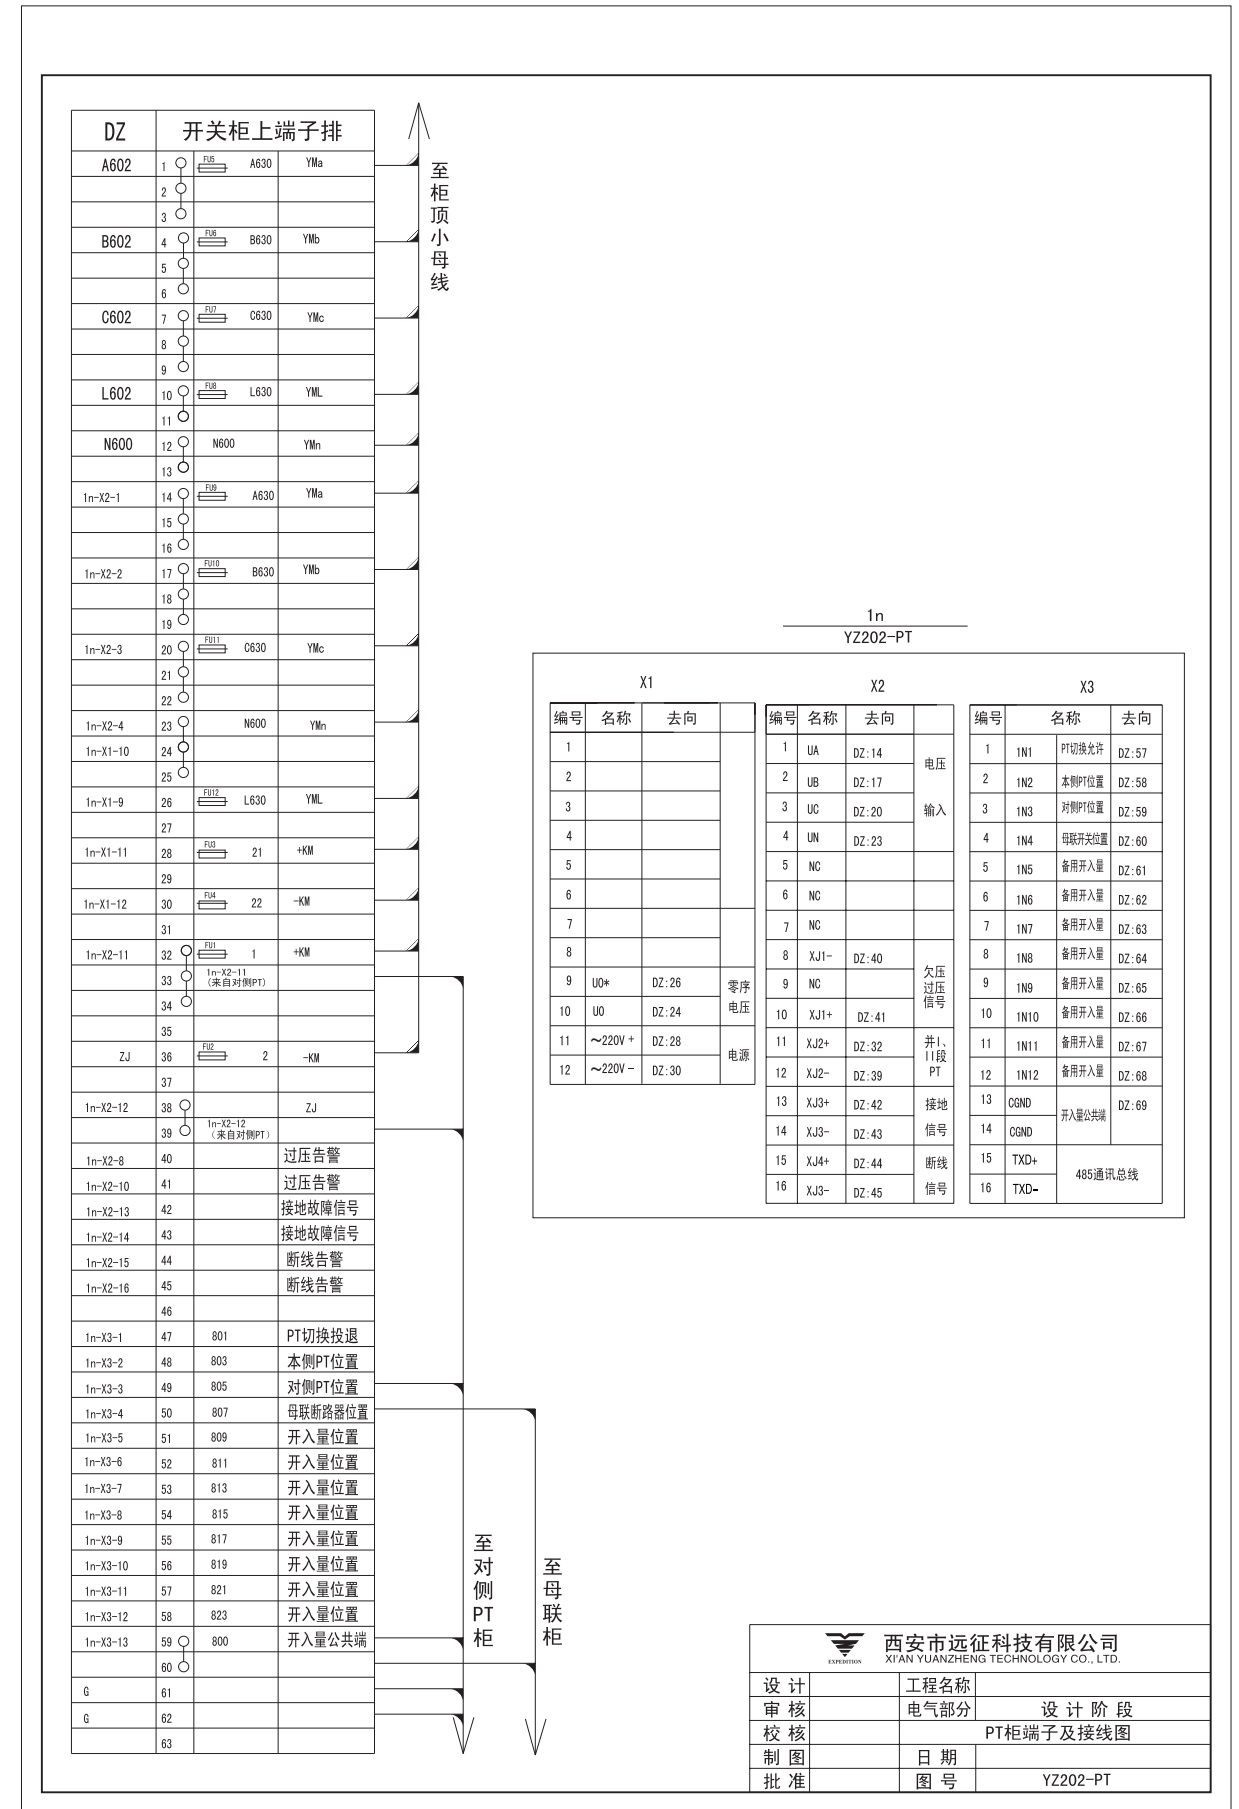 DZ 开关柜上端子排
A602 1 FU5 A630 YMa
2
3
B602 4 FU6 B630 YMb
5
6
C602 7 FU7 C630 YMc
8
9
L602 10 FU8 L630 YML
11
N600 12 N600 YMn
13
1n-X2-1 14 FU9 A630 YMa
15
16
1n-X2-2 17 FU10 B630 YMb
18
19
1n-X2-3 20 FU11 C630 YMc
21
22
1n-X2-4 23 N600 YMn
1n-X1-10 24
25
1n-X1-9 26 FU12 L630 YML
27
1n-X1-11 28 FU3 21 +KM
29
1n-X1-12 30 FU4 22 -KM
31
1n-X2-11 32 FU1 1 +KM
33 1n-X2-11
(来自对侧PT)
34
35
ZJ 36 FU2 2 -KM
37
1n-X2-12 38 ZJ
39 1n-X2-12
(来自对侧PT)
1n-X2-8 40 过压告警
1n-X2-10 41 过压告警
1n-X2-13 42 接地故障信号
1n-X2-14 43 接地故障信号
1n-X2-15 44 断线告警
1n-X2-16 45 断线告警
46
1n-X3-1 47 801 PT切换投退
1n-X3-2 48 803 本侧PT位置
1n-X3-3 49 805 对侧PT位置
1n-X3-4 50 807 母联断路器位置
1n-X3-5 51 809 开入量位置
1n-X3-6 52 811 开入量位置
1n-X3-7 53 813 开入量位置
1n-X3-8 54 815 开入量位置
1n-X3-9 55 817 开入量位置
1n-X3-10 56 819 开入量位置
1n-X3-11 57 821 开入量位置
1n-X3-12 58 823 开入量位置
1n-X3-13 59 800 开入量公共端
60
G 61
G 62
63
至柜顶小母线
至对侧PT柜
至母联柜
1n
YZ202-PT
X1
编号 名称 去向
1
2
3
4
5
6
7
8
9 U0* DZ:26 零序
10 U0 DZ:24 电压
11 ～220V+ DZ:28 电源
12 ～220V- DZ:30
X2
编号 名称 去向
1 UA DZ:14 电压
2 UB DZ:17
3 UC DZ:20 输入
4 UN DZ:23
5 NC
6 NC
7 NC
8 XJ1- DZ:40 欠压
9 NC 过压
10 XJ1+ DZ:41 信号
11 XJ2+ DZ:32 并I、
II段
12 XJ2- DZ:39 PT
13 XJ3+ DZ:42 接地
14 XJ3- DZ:43 信号
15 XJ4+ DZ:44 断线
16 XJ3- DZ:45 信号
X3
编号 名称 去向
1 1N1 PT切换允许 DZ:57
2 1N2 本侧PT位置 DZ:58
3 1N3 对侧PT位置 DZ:59
4 1N4 母联开关位置 DZ:60
5 1N5 备用开入量 DZ:61
6 1N6 备用开入量 DZ:62
7 1N7 备用开入量 DZ:63
8 1N8 备用开入量 DZ:64
9 1N9 备用开入量 DZ:65
10 1N10 备用开入量 DZ:66
11 1N11 备用开入量 DZ:67
12 1N12 备用开入量 DZ:68
13 CGND 开入量公共端 DZ:69
14 CGND
15 TXD+ 485通讯总线
16 TXD-
EXPEDITION
西安市远征科技有限公司
XI'AN YUANZHENG TECHNOLOGY CO., LTD.
设计 工程名称
审核 电气部分 设计阶段
校核 PT柜端子及接线图
制图 日期
批准 图号 YZ202-PT